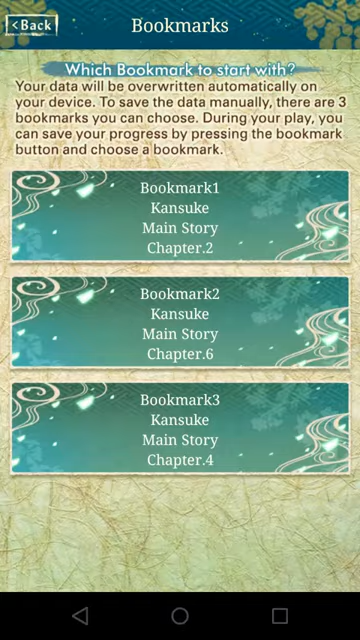 <Back
Bookmarks
Which Bookmark to start with?
Your data will be overwritten automatically on
your device. To save the data manually, there are 3
bookmarks you can choose. During your play, you
can save your progress by pressing the bookmark
button and choose a bookmark.
Bookmark1
Kansuke
Main Story
Chapter.2
Bookmark2
Kansuke
Main Story
Chapter.6
Bookmark3
Kansuke
Main Story
Chapter.4